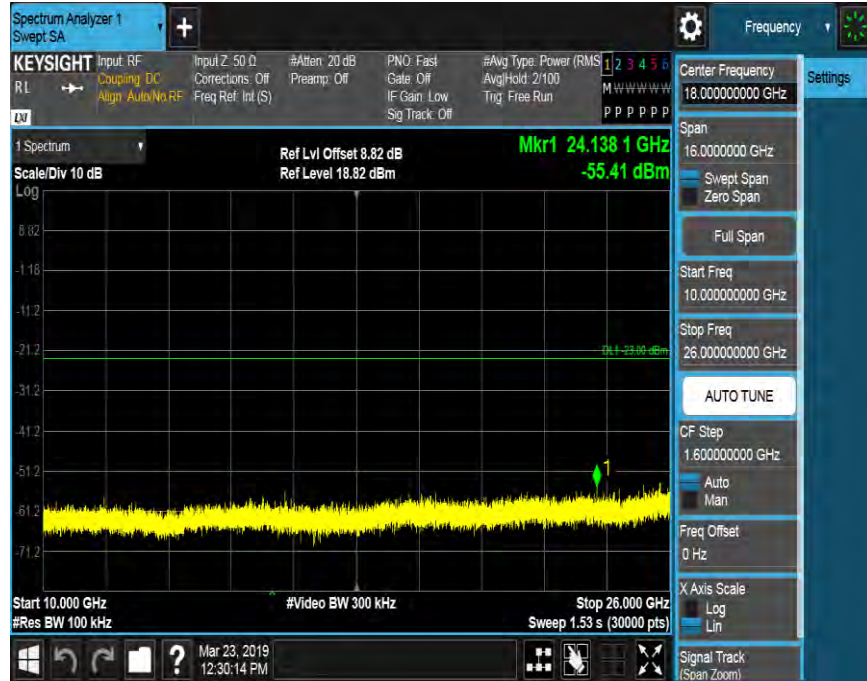 Spectrum Analyzer 1
Swept SA
+
Frequency
KEYSIGHT
RL
LXI
Input: RF
Coupling: DC
Align: Auto/No RF
Input Z: 50 Ω
Corrections: Off
Freq Ref: Int (S)
#Atten: 20 dB
Preamp: Off
PNO: Fast
Gate: Off
IF Gain: Low
Sig Track: Off
#Avg Type: Power (RMS
Avg|Hold: 2/100
Trig: Free Run
1 2 3 4 5 6
M W W W W W
P P P P P P
Center Frequency
18.000000000 GHz
Settings
Span
16.0000000 GHz
Swept Span
Zero Span
Full Span
Start Freq
10.000000000 GHz
Stop Freq
26.000000000 GHz
AUTO TUNE
CF Step
1.600000000 GHz
Auto
Man
Freq Offset
0 Hz
X Axis Scale
Log
Lin
Signal Track
(Span Zoom)
1 Spectrum
Scale/Div 10 dB
Log
Ref Lvl Offset 8.82 dB
Ref Level 18.82 dBm
Mkr1 24.138 1 GHz
-55.41 dBm
8.82
-1.18
-11.2
-21.2
DL1 -23.00 dBm
-31.2
-41.2
-51.2
1
-61.2
-71.2
Start 10.000 GHz
#Res BW 100 kHz
#Video BW 300 kHz
Stop 26.000 GHz
Sweep 1.53 s (30000 pts)
?
Mar 23, 2019
12:30:14 PM